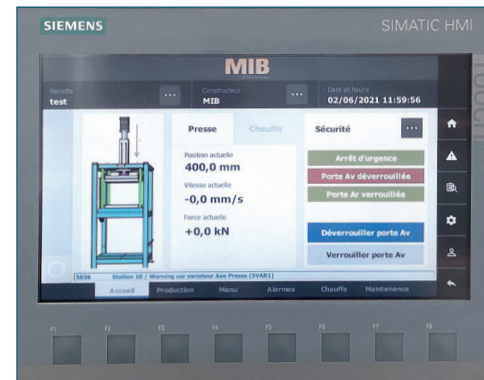 SIEMENS
SIMATIC HMI
TOUCH
MIB
Recette
test
...
Constructeur
MIB
...
Date et heure
02/06/2021 11:59:56
Presse
Chauffe
Sécurité
...
Position actuelle
400,0 mm
Vitesse actuelle
-0,0 mm/s
Force actuelle
+0,0 kN
Arrêt d'urgence
Porte Av déverrouillée
Porte Ar verrouillée
Déverrouiller porte Av
Verrouiller porte Av
5036 Station 10 / Warning sur variateur Axe Presse (SVAR1)
Accueil Production Manu Alarmes Chauffe Maintenance
F1 F2 F3 F4 F5 F6 F7 F8